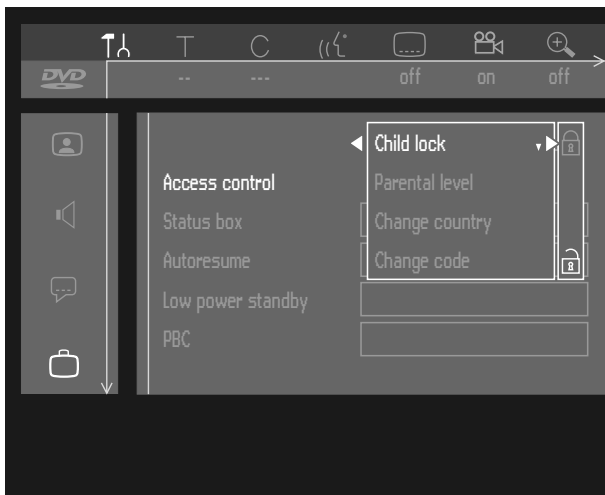 T C
DVD -- --- off on off
Child lock
Access control Parental level
Status box Change country
Autoresume Change code
Low power standby
PBC